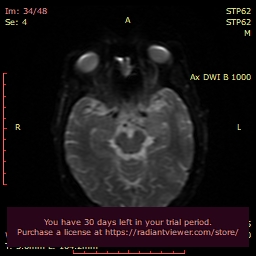 Im: 34/48
Se: 4
A
STP62
STP62
M
Ax DWI B 1000
R
L
You have 30 days left in your trial period.
Purchase a license at https://radiantviewer.com/store/